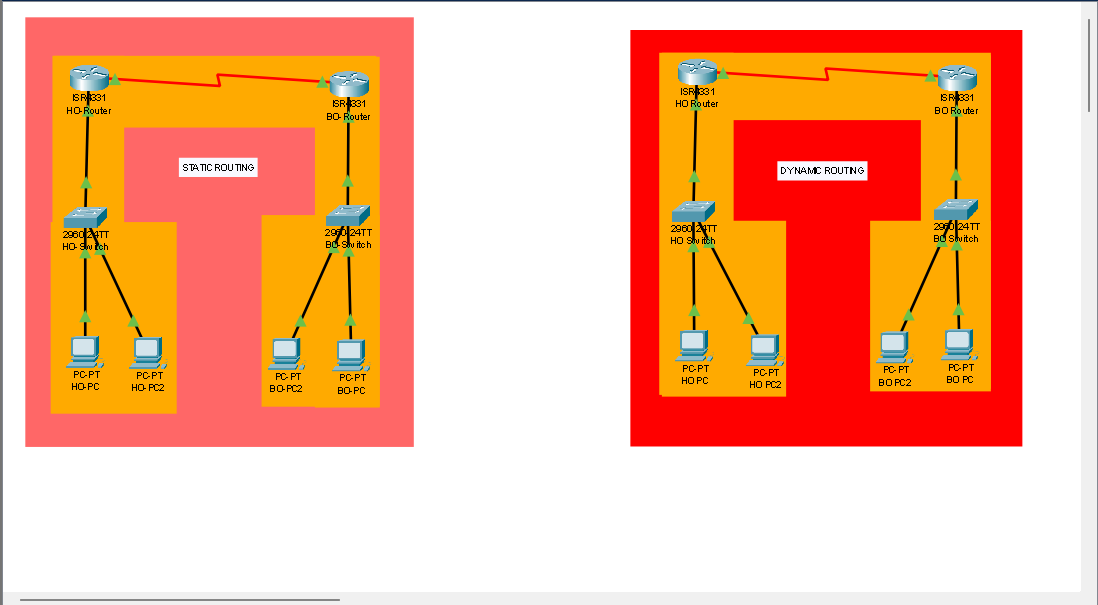 ISR4331
HO-Router
ISR4331
BO-Router
STATIC ROUTING
2960-24TT
HO-Switch
2960-24TT
BO-Switch
PC-PT
HO-PC
PC-PT
HO-PC2
PC-PT
BO-PC2
PC-PT
BO-PC
ISR4331
HO Router
ISR4331
BO Router
DYNAMIC ROUTING
2960-24TT
HO Switch
2960-24TT
BO Switch
PC-PT
HO PC
PC-PT
HO PC2
PC-PT
BO PC2
PC-PT
BO PC